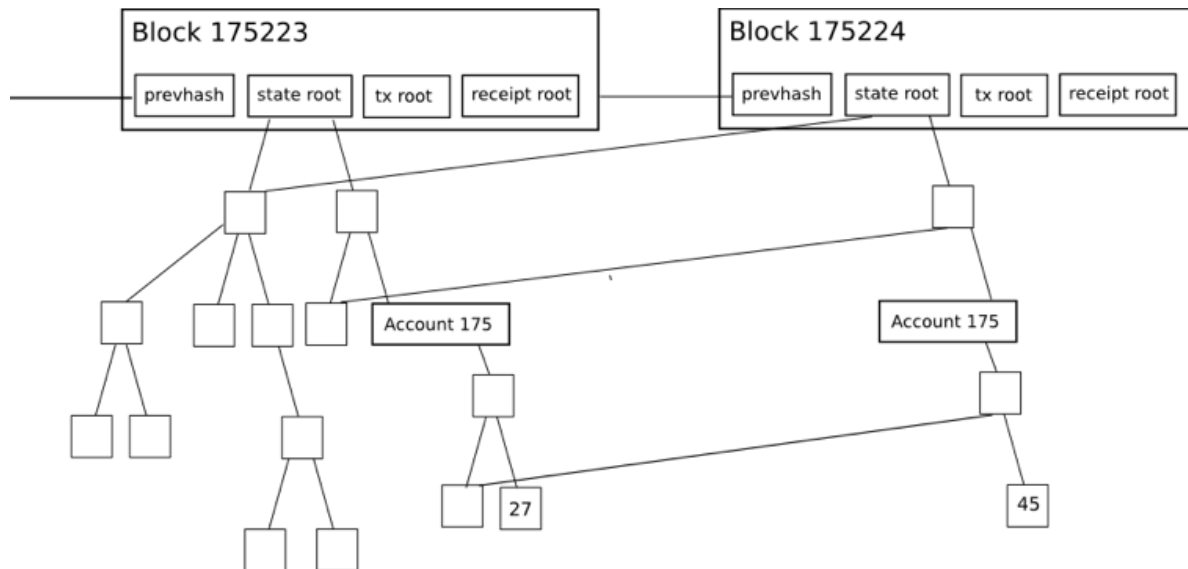 Block 175223
prevhash
state root
tx root
receipt root
Block 175224
prevhash
state root
tx root
receipt root
Account 175
Account 175
27
45